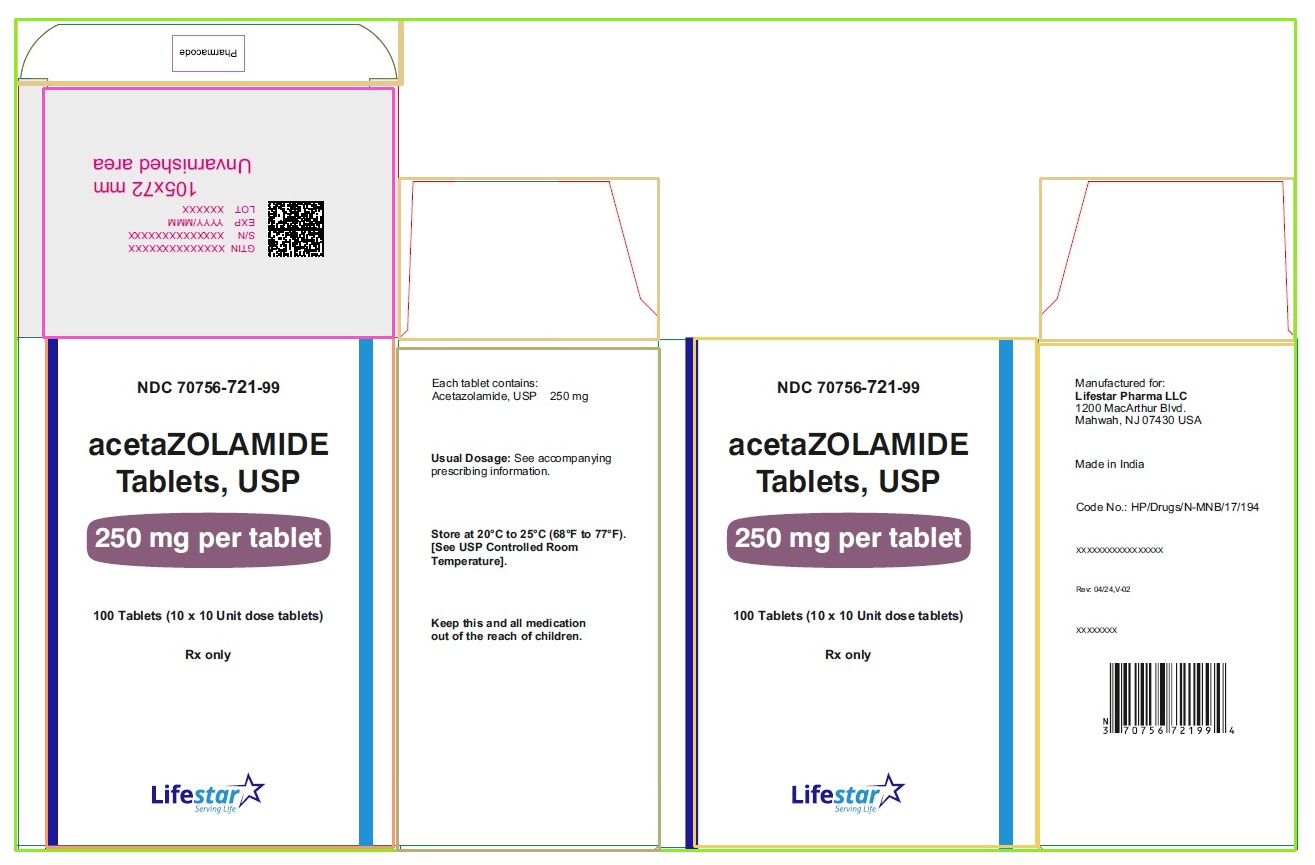 Pharmacode
105x72 mm
Unvarnished area
GTIN XXXXXXXXXXXXXX
S/N XXXXXXXXXXXXXX
EXP YYYY/MMM
LOT XXXXXX
NDC 70756-721-99
acetaZOLAMIDE
Tablets, USP
250 mg per tablet
100 Tablets (10 x 10 Unit dose tablets)
Rx only
Lifestar
Serving Life
Each tablet contains:
Acetazolamide, USP 250 mg
Usual Dosage: See accompanying
prescribing information.
Store at 20°C to 25°C (68°F to 77°F).
[See USP Controlled Room
Temperature].
Keep this and all medication
out of the reach of children.
NDC 70756-721-99
acetaZOLAMIDE
Tablets, USP
250 mg per tablet
100 Tablets (10 x 10 Unit dose tablets)
Rx only
Lifestar
Serving Life
Manufactured for:
Lifestar Pharma LLC
1200 MacArthur Blvd.
Mahwah, NJ 07430 USA
Made in India
Code No.: HP/Drugs/N-MNB/17/194
xxxxxxxxxxxxxxxxx
Rev: 04/24,V-02
xxxxxxxx
N
3 70756 72199 4